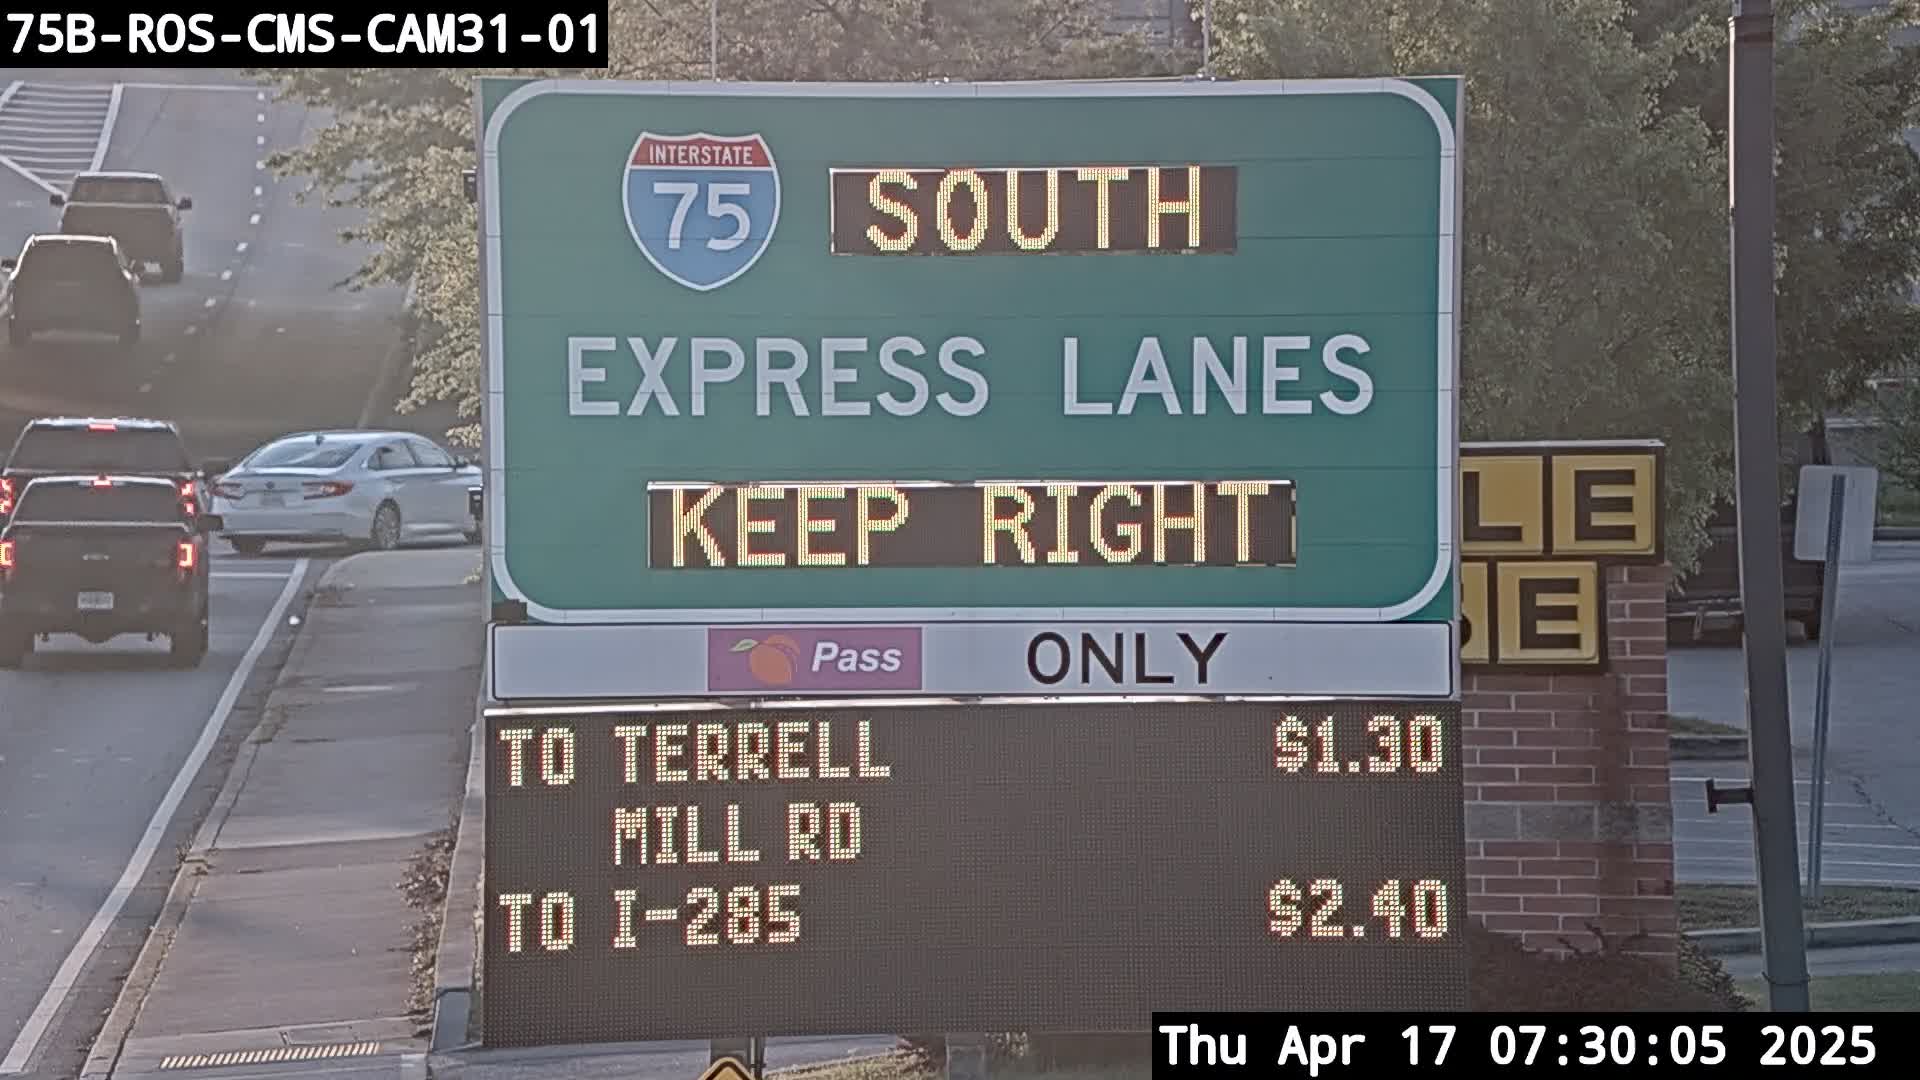 75B-ROS-CMS-CAM31-01
INTERSTATE
75
SOUTH
EXPRESS LANES
KEEP RIGHT
Pass ONLY
TO TERRELL $1.30
MILL RD
TO I-285 $2.40
LE
E
Thu Apr 17 07:30:05 2025